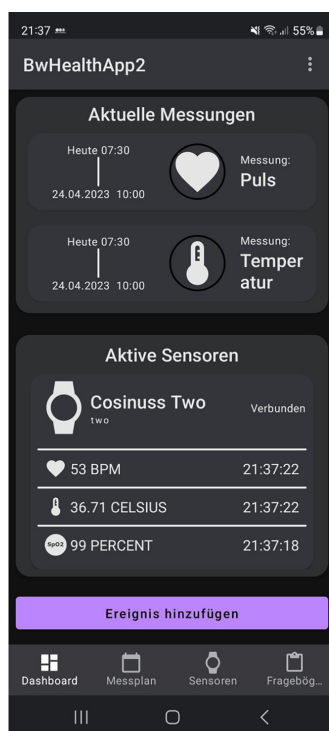 21:37
55%
BwHealthApp2
Aktuelle Messungen
Heute 07:30
24.04.2023 10:00
Messung:
Puls
Heute 07:30
24.04.2023 10:00
Messung:
Temper
atur
Aktive Sensoren
Cosinuss Two
two
Verbunden
53 BPM 21:37:22
36.71 CELSIUS 21:37:22
SpO2 99 PERCENT 21:37:18
Ereignis hinzufügen
Dashboard Messplan Sensoren Fragebög...